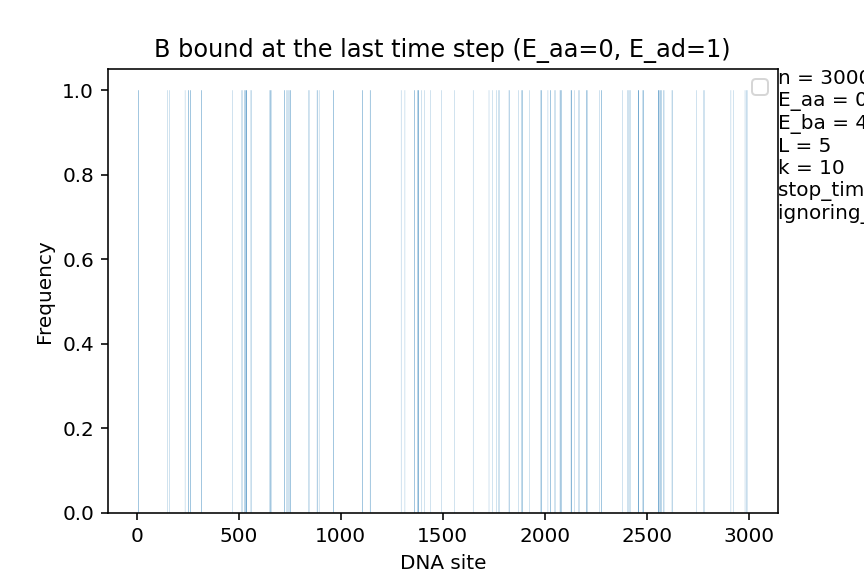 B bound at the last time step (E_aa=0, E_ad=1)
n = 3000
E_aa = 0
E_ba = 4
L = 5
k = 10
stop_tim
ignoring_
1.0
0.8
0.6
0.4
0.2
0.0
Frequency
0 500 1000 1500 2000 2500 3000
DNA site